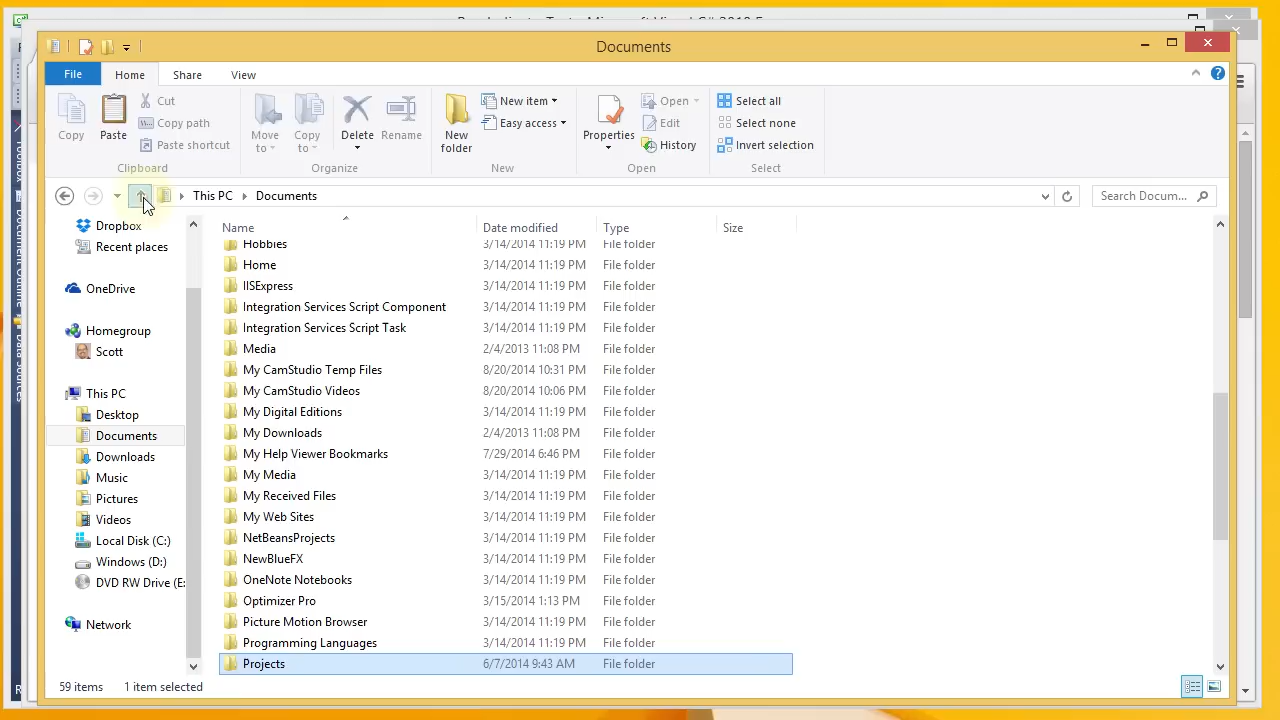 Documents
File Home Share View
Copy
Paste
Cut
Copy path
Paste shortcut
Clipboard
Move to
Copy to
Delete
Rename
Organize
New folder
New item
Easy access
New
Properties
Open
Edit
History
Open
Select all
Select none
Invert selection
Select
This PC Documents
Search Docum...
Dropbox
Recent places
OneDrive
Homegroup
Scott
This PC
Desktop
Documents
Downloads
Music
Pictures
Videos
Local Disk (C:)
Windows (D:)
DVD RW Drive (E:
Network
Name Date modified Type Size
Hobbies 3/14/2014 11:19 PM File folder
Home 3/14/2014 11:19 PM File folder
IISExpress 3/14/2014 11:19 PM File folder
Integration Services Script Component 3/14/2014 11:19 PM File folder
Integration Services Script Task 3/14/2014 11:19 PM File folder
Media 2/4/2013 11:08 PM File folder
My CamStudio Temp Files 8/20/2014 10:31 PM File folder
My CamStudio Videos 8/20/2014 10:06 PM File folder
My Digital Editions 3/14/2014 11:19 PM File folder
My Downloads 2/4/2013 11:08 PM File folder
My Help Viewer Bookmarks 7/29/2014 6:46 PM File folder
My Media 3/14/2014 11:19 PM File folder
My Received Files 3/14/2014 11:19 PM File folder
My Web Sites 3/14/2014 11:19 PM File folder
NetBeansProjects 3/14/2014 11:19 PM File folder
NewBlueFX 3/14/2014 11:19 PM File folder
OneNote Notebooks 3/14/2014 11:19 PM File folder
Optimizer Pro 3/15/2014 1:13 PM File folder
Picture Motion Browser 3/14/2014 11:19 PM File folder
Programming Languages 3/14/2014 11:19 PM File folder
Projects 6/7/2014 9:43 AM File folder
59 items 1 item selected